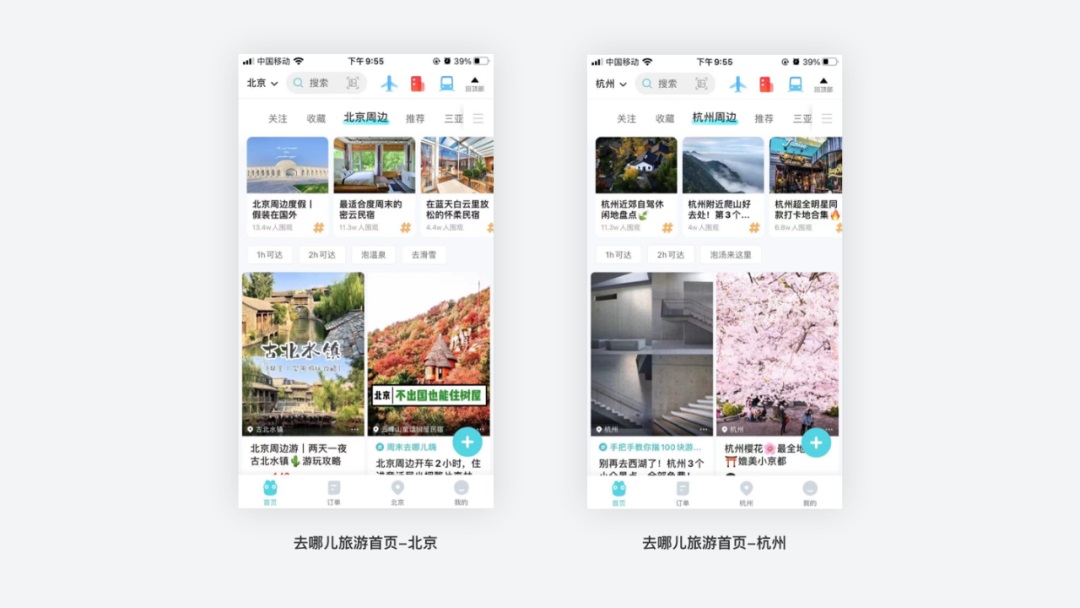 中国移动 下午9:55 39%
北京 搜索 回顶部
关注 收藏 北京周边 推荐 三亚
北京周边度假|
假装在国外
13.4w人围观
最适合度周末的
密云民宿
11.3w人围观
在蓝天白云里放
松的怀柔民宿
4.4w人围观
1h可达 2h可达 泡温泉 去滑雪
古北水镇
古北水镇
北京周边游|两天一夜
古北水镇🌵游玩攻略
北京 不出国也能住树屋
周末去哪儿嗨
北京周边开车2小时,住
首页 订单 北京 我的
去哪儿旅游首页-北京
中国移动 下午9:55 39%
杭州 搜索 回顶部
关注 收藏 杭州周边 推荐 三亚
杭州近郊自驾休
闲地盘点🌿
11.3w人围观
杭州附近爬山好
去处!第3个...
4w人围观
杭州超全明星同
款打卡地合集🔥
6.8w人围观
1h可达 2h可达 泡汤来这里
杭州
手把手教你揣100块游...
别再去西湖了!杭州3个
杭州
杭州樱花🌸最全地
⛩媲美小京都
首页 订单 杭州 我的
去哪儿旅游首页-杭州